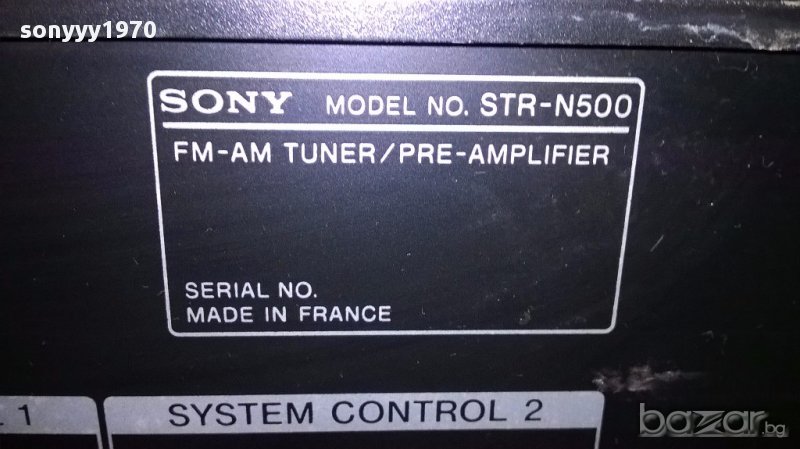 sonyyy1970
SONY MODEL NO. STR-N500
FM-AM TUNER/PRE-AMPLIFIER
SERIAL NO.
MADE IN FRANCE
1 SYSTEM CONTROL 2
bazar.bg